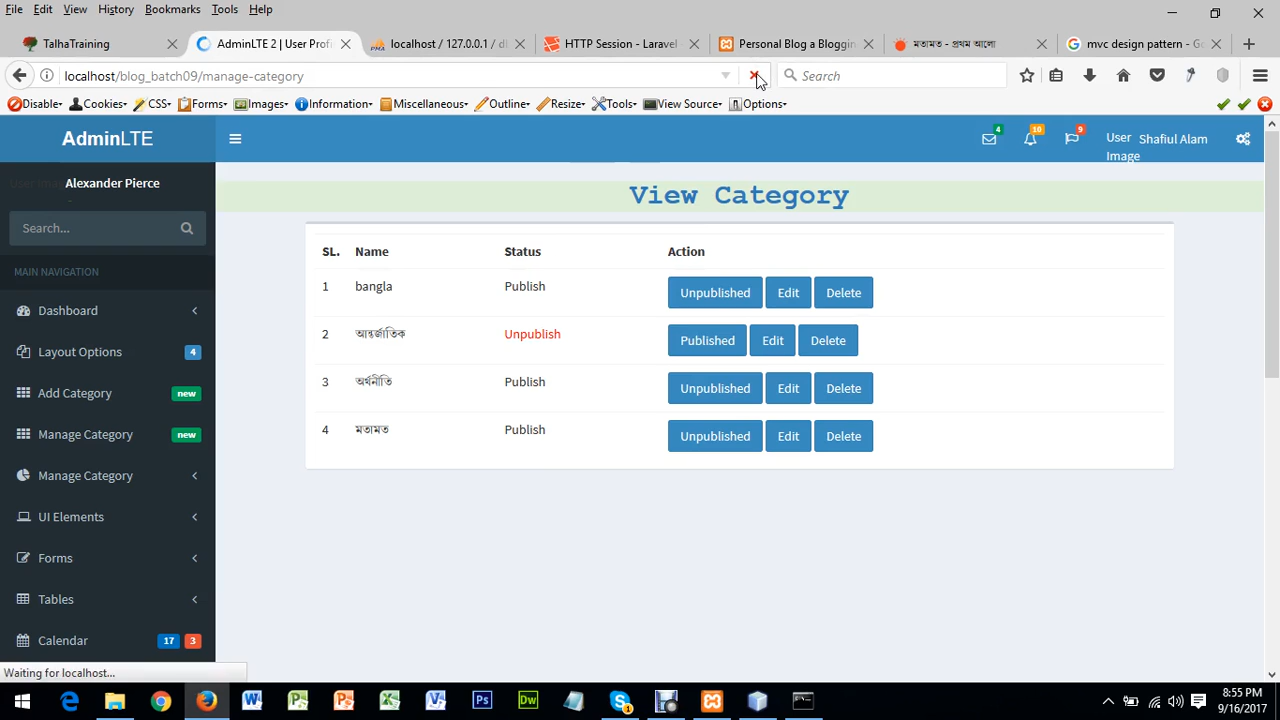 File Edit View History Bookmarks Tools Help
TalhaTraining
AdminLTE 2 | User Profi
localhost / 127.0.0.1 / d
HTTP Session - Laravel
Personal Blog a Bloggin
মতামত - প্রথম আলো
mvc design pattern - Go
localhost/blog_batch09/manage-category
Search
Disable Cookies CSS Forms Images Information Miscellaneous Outline Resize Tools View Source Options
AdminLTE
4 10 9
User Image
Shafiul Alam
Alexander Pierce
View Category
Search...
SL. Name Status Action
MAIN NAVIGATION
1 bangla Publish Unpublished Edit Delete
Dashboard
2 আন্তর্জাতিক Unpublish Published Edit Delete
Layout Options 4
3 অর্থনীতি Publish Unpublished Edit Delete
Add Category new
4 মতামত Publish Unpublished Edit Delete
Manage Category new
Manage Category
UI Elements
Forms
Tables
Calendar 17 3
Waiting for localhost...
8:55 PM
9/16/2017